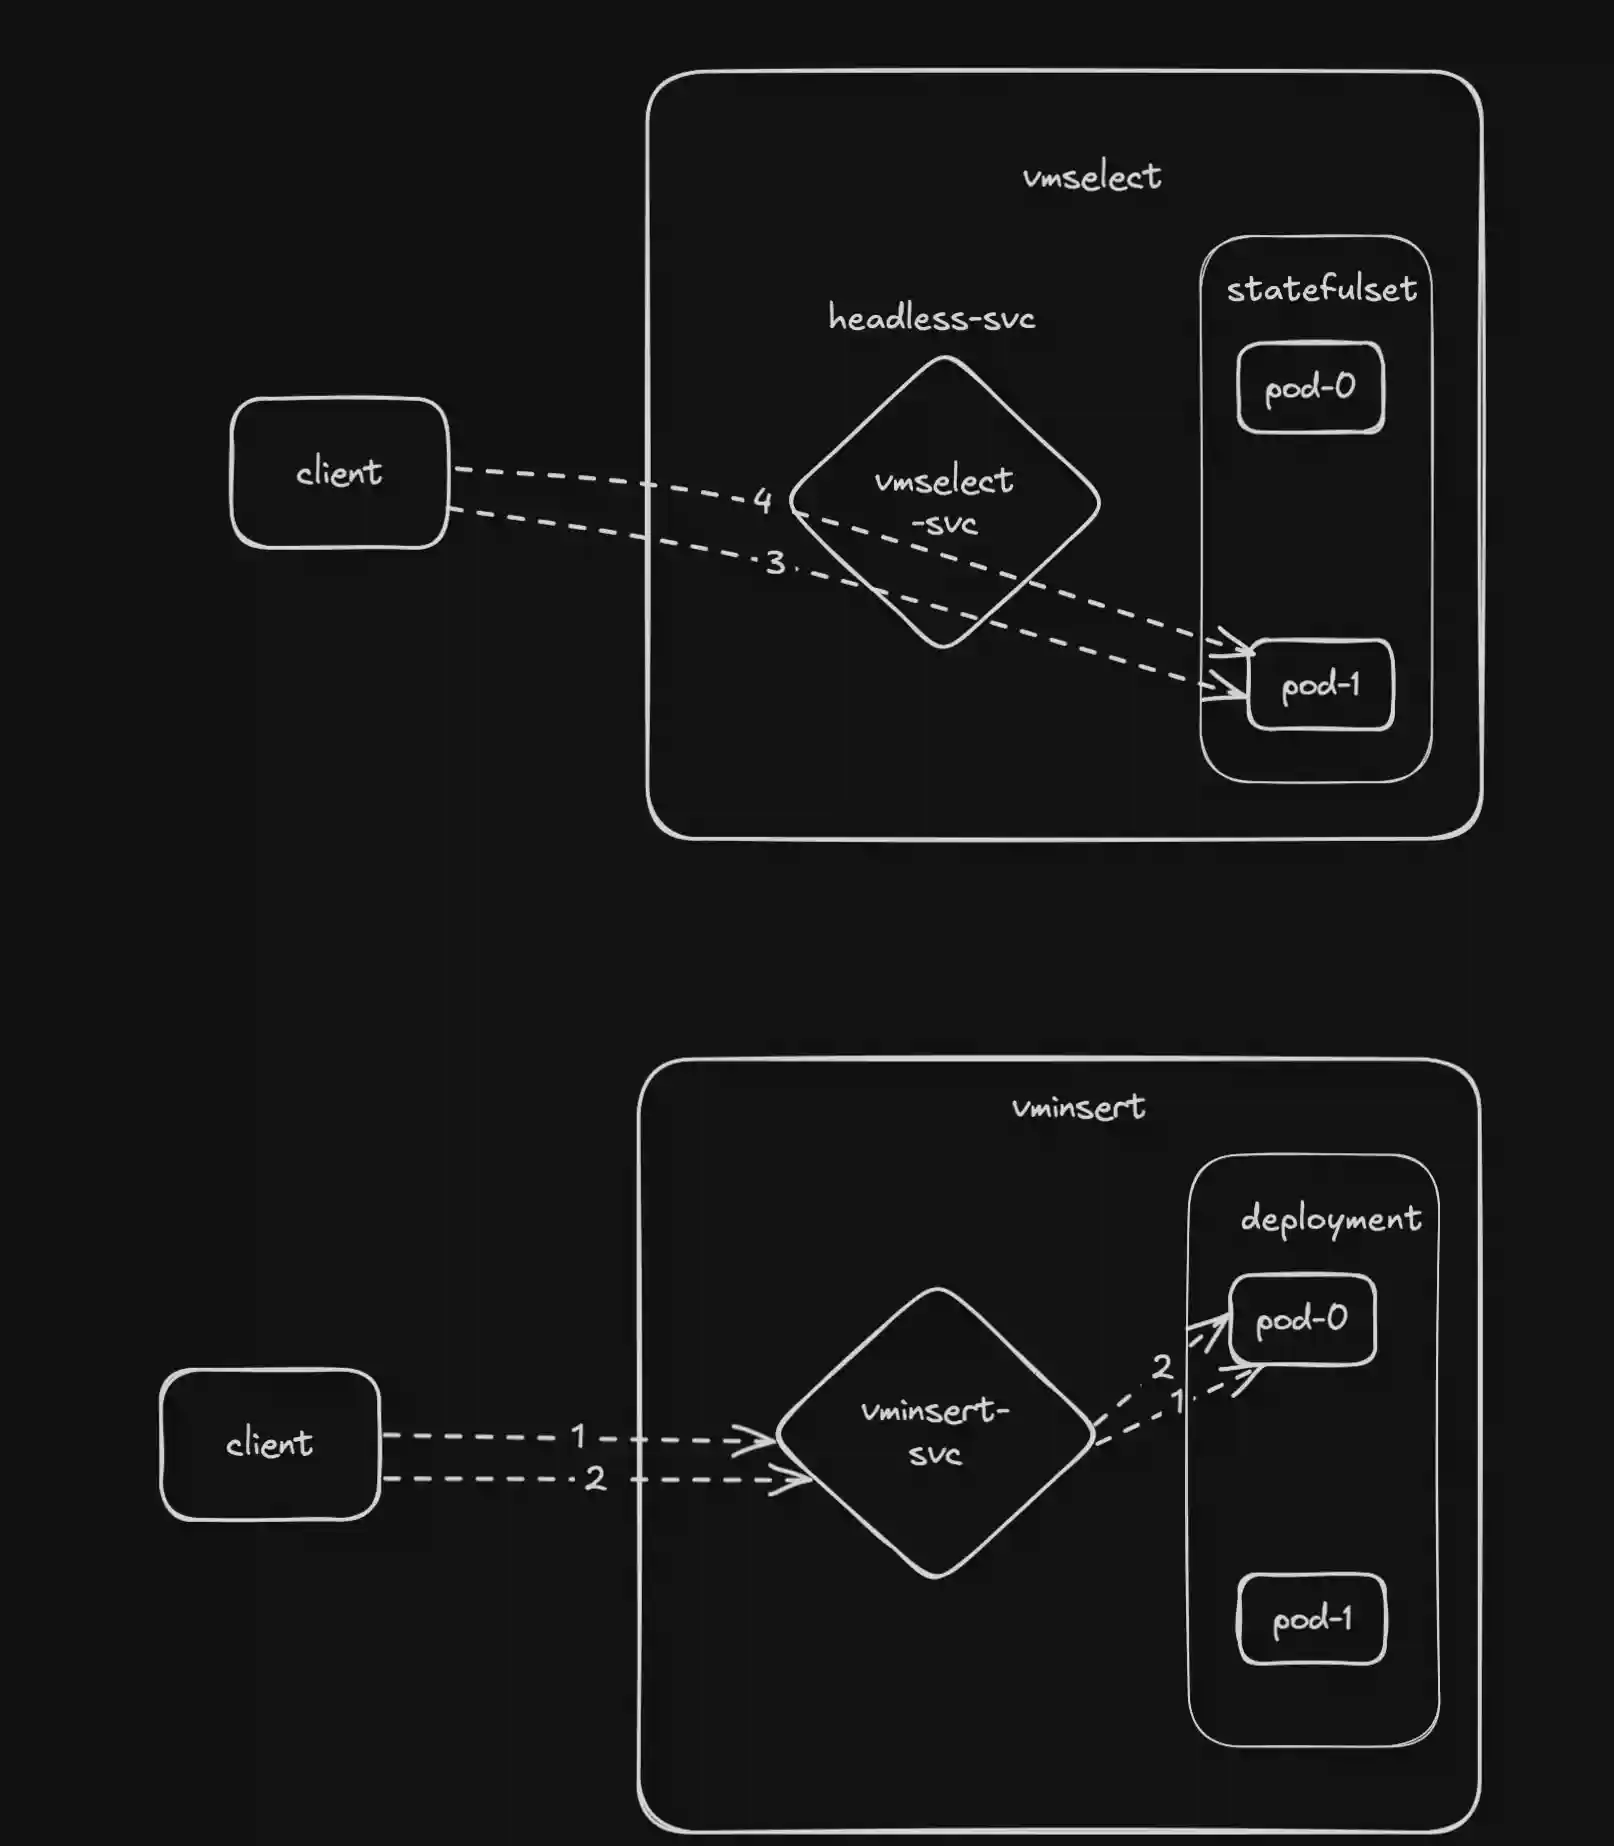 vmselect
statefulset
headless-svc
pod-0
client
vmselect
-svc
4
3
pod-1
vminsert
deployment
pod-0
2
1
client
1
2
vminsert-
svc
pod-1